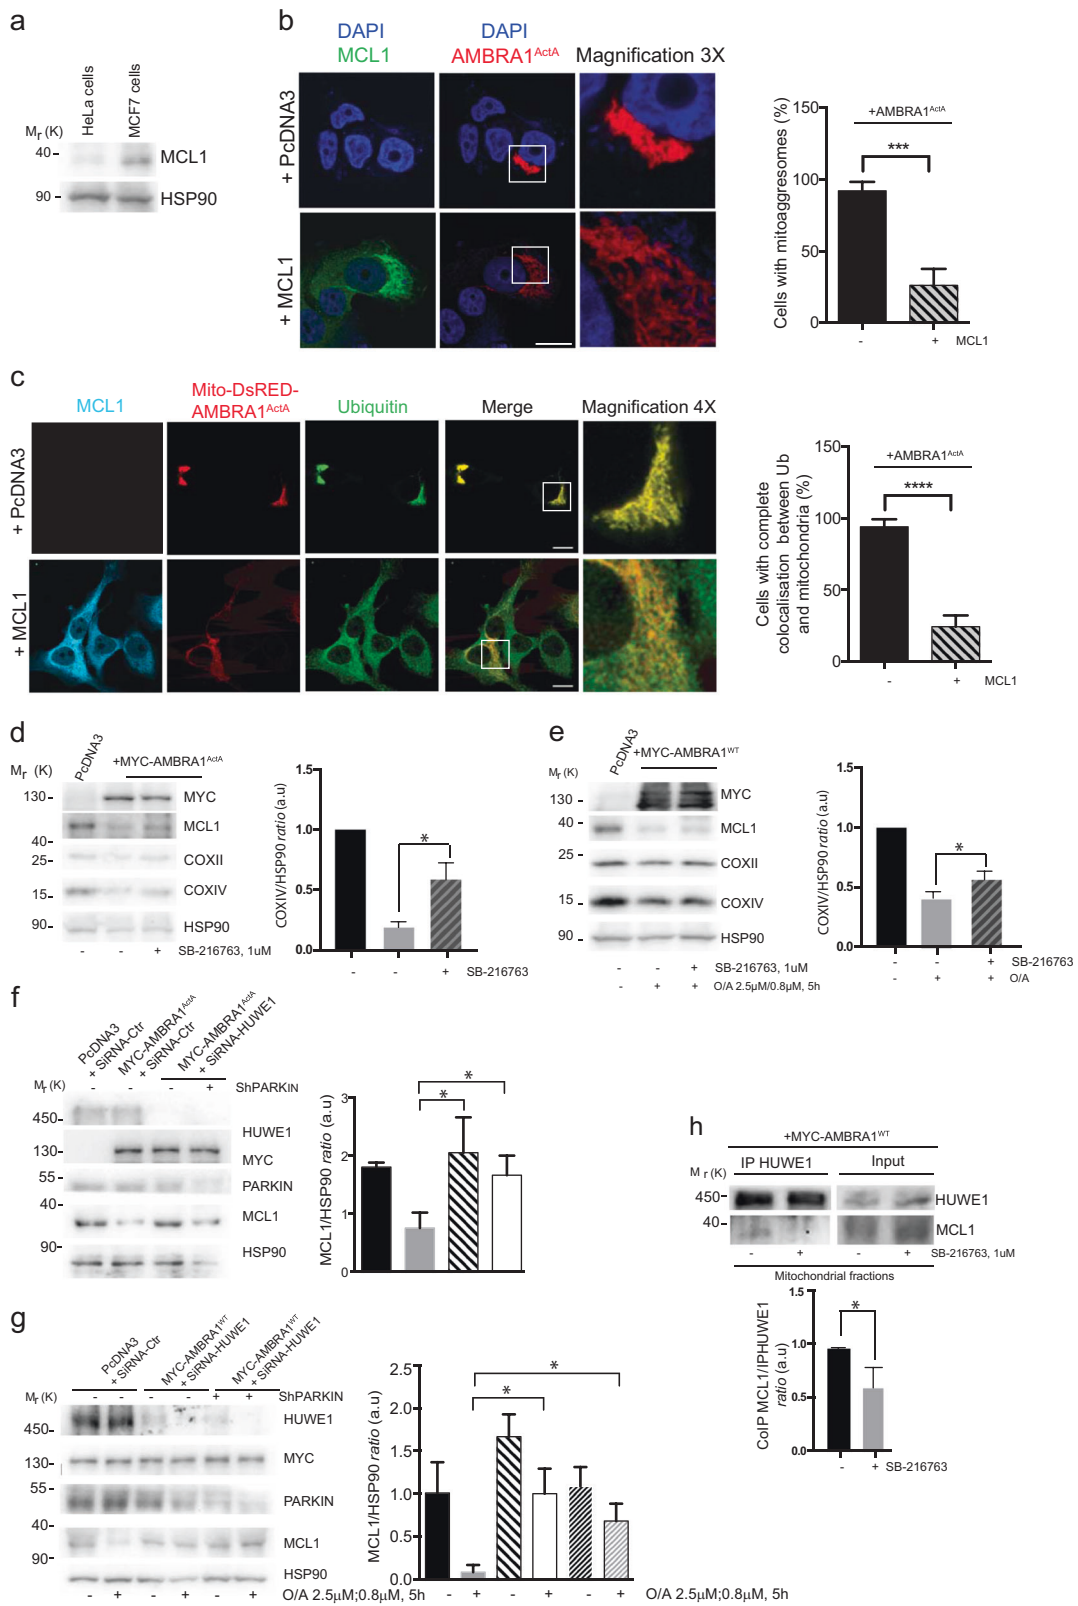 a
HeLa cells
MCF7 cells
Mr (K)
40
MCL1
90
HSP90
b
DAPI
MCL1
DAPI
AMBRA1ActA
Magnification 3X
+ PcDNA3
+ MCL1
Cells with mitoaggresomes (%)
150
100
50
0
+AMBRA1ActA
***
- + MCL1
c
MCL1
Mito-DsRED-
AMBRA1ActA
Ubiquitin
Merge
Magnification 4X
+ PcDNA3
+ MCL1
Cells with complete
colocalisation between Ub
and mitochondria (%)
150
100
50
0
+AMBRA1ActA
****
- + MCL1
d
PcDNA3
+MYC-AMBRA1ActA
Mr (K)
130
MYC
MCL1
40
25
COXII
15
COXIV
90
HSP90
- - + SB-216763, 1uM
COXIV/HSP90 ratio (a.u)
1.5
1.0
0.5
0.0
*
- - + SB-216763
e
PcDNA3
+MYC-AMBRA1WT
Mr (K)
130
MYC
40
MCL1
25
COXII
15
COXIV
90
HSP90
- - + SB-216763, 1uM
- + + O/A 2.5µM/0.8µM, 5h
COXIV/HSP90 ratio (a.u)
1.5
1.0
0.5
0.0
*
- - + SB-216763
- + + O/A
f
PcDNA3
+ SiRNA-Ctr
MYC-AMBRA1ActA
+ SiRNA-Ctr
MYC-AMBRA1ActA
+ SiRNA-HUWE1
Mr (K)
- - - + ShPARKIN
450
HUWE1
130
MYC
55
PARKIN
40
MCL1
90
HSP90
MCL1/HSP90 ratio (a.u)
3
2
1
0
*
*
g
PcDNA3
+ SiRNA-Ctr
MYC-AMBRA1WT
+ SiRNA-HUWE1
MYC-AMBRA1WT
+ SiRNA-HUWE1
Mr (K)
- - - - + + ShPARKIN
450
HUWE1
130
MYC
55
PARKIN
40
MCL1
90
HSP90
- + - + - + O/A 2.5µM;0.8µM, 5h
MCL1/HSP90 ratio (a.u)
2.5
2.0
1.5
1.0
0.5
0.0
*
*
- + - + - + O/A 2.5µM;0.8µM, 5h
h
+MYC-AMBRA1WT
IP HUWE1
Input
Mr (K)
450
HUWE1
40
MCL1
- + - + SB-216763, 1uM
Mitochondrial fractions
CoIP MCL1/IPHUWE1
ratio (a.u)
1.5
1.0
0.5
0.0
*
- + SB-216763